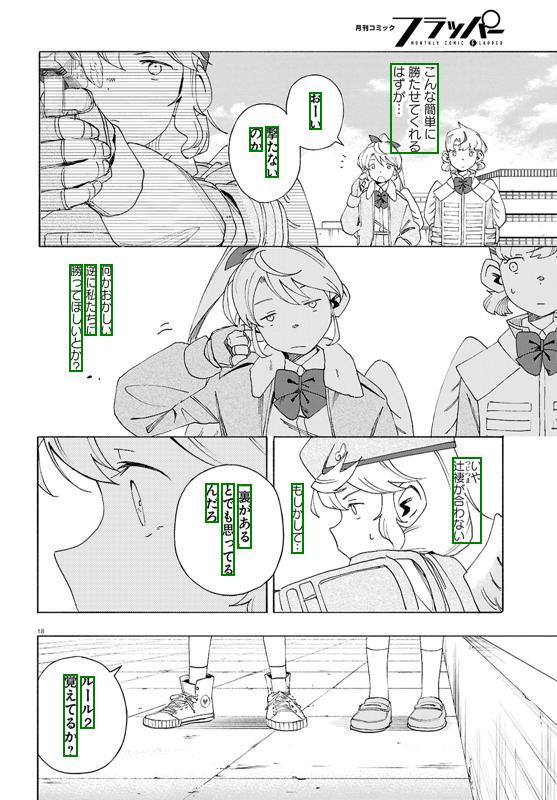 月刊コミック
フラッパー
MONTHLY COMIC FLAPPER
こんな簡単に
勝たせてくれる
はずが…
おーい
撃たない
のか
何かおかしい
逆に私たちに
勝ってほしいとか?
いや
辻褄が合わない
つじつま
もしかして…
裏がある
とでも思ってる
んだろ
18
ルール2
覚えてるか?